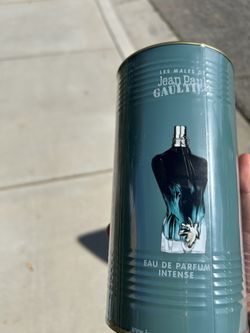 LES MALES DE
Jean Paul
GAULTIER
EAU DE PARFUM
INTENSE